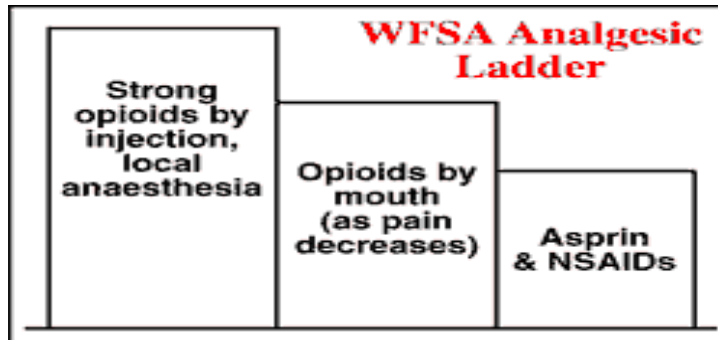 WFSA Analgesic
Ladder
Strong
opioids by
injection,
local
anaesthesia
Opioids by
mouth
(as pain
decreases)
Asprin
& NSAIDs